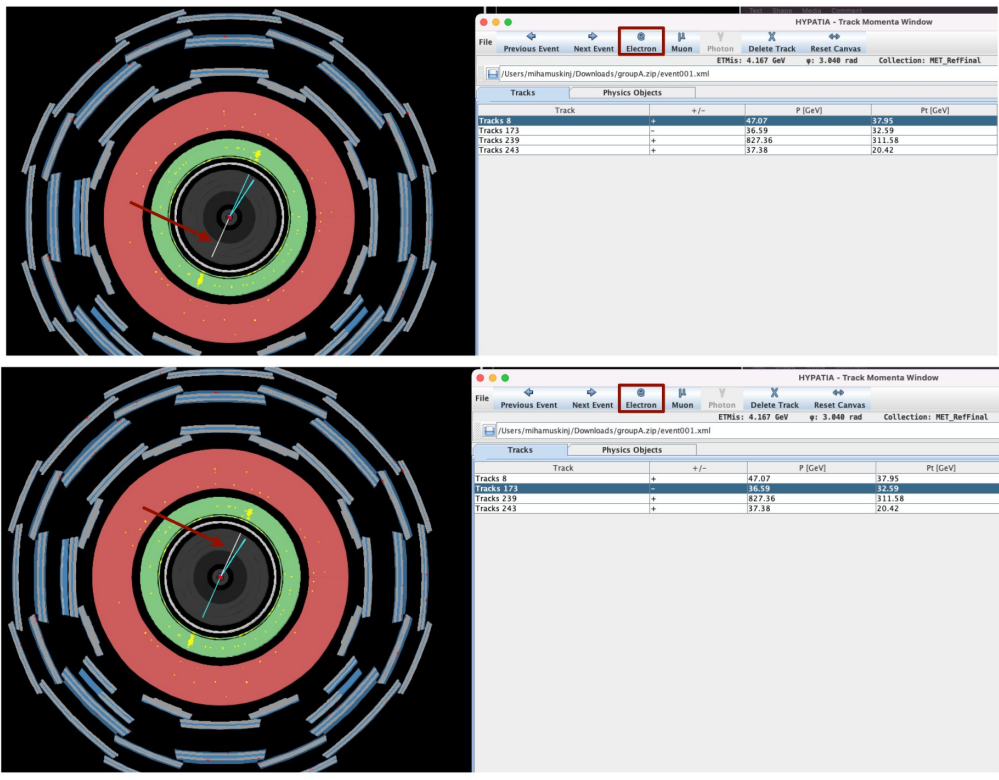 Text Shape Media Comment
HYPATIA - Track Momenta Window
File Previous Event Next Event Electron Muon Photon Delete Track Reset Canvas
ETMis: 4.167 GeV φ: 3.040 rad Collection: MET_RefFinal
/Users/mihamuskinj/Downloads/groupA.zip/event001.xml
Tracks Physics Objects
Track +/- P [GeV] Pt [GeV]
Tracks 8 + 47.07 37.95
Tracks 173 - 36.59 32.59
Tracks 239 + 827.36 311.58
Tracks 243 + 37.38 20.42
HYPATIA - Track Momenta Window
File Previous Event Next Event Electron Muon Photon Delete Track Reset Canvas
ETMis: 4.167 GeV φ: 3.040 rad Collection: MET_RefFinal
/Users/mihamuskinj/Downloads/groupA.zip/event001.xml
Tracks Physics Objects
Track +/- P [GeV] Pt [GeV]
Tracks 8 + 47.07 37.95
Tracks 173 - 36.59 32.59
Tracks 239 + 827.36 311.58
Tracks 243 + 37.38 20.42